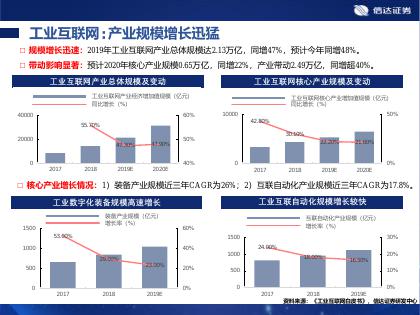 信达证券
工业互联网:产业规模增长迅猛
规模增长迅速：2019年工业互联网产业总体规模达2.13万亿，同增47%，预计今年同增48%。
带动影响显著：预计2020年核心产业规模0.65万亿，同增22%，产业带动2.49万亿，同增超40%。
工业互联网产业总体规模及变动
工业互联网产业经济增加值规模（亿元）
同比增长（%）
40000
20000
0
60%
50%
40%
55.70%
47.30%
47.90%
2017 2018 2019E 2020E
工业互联网核心产业规模及变动
工业互联网核心产业增加值规模（亿元）
同比增长（%）
10000
5000
0
50%
0%
42.80%
30.10%
22.20%
21.80%
2017 2018 2019E 2020E
核心产业增长情况：1）装备产业规模近三年CAGR为26%；2）互联自动化产业规模近三年CAGR为17.8%。
工业数字化装备规模高速增长
装备产业规模（亿元）
增长率（%）
1500
1000
500
0
60%
40%
20%
0%
53.00%
29.00%
23.00%
2017 2018 2019E
工业互联自动化规模增长较快
互联自动化产业规模（亿元）
增长率（%）
1500
1000
500
0
30%
20%
10%
0%
24.00%
18.00%
16.50%
2017 2018 2019E
资料来源：《工业互联网白皮书》，信达证券研发中心